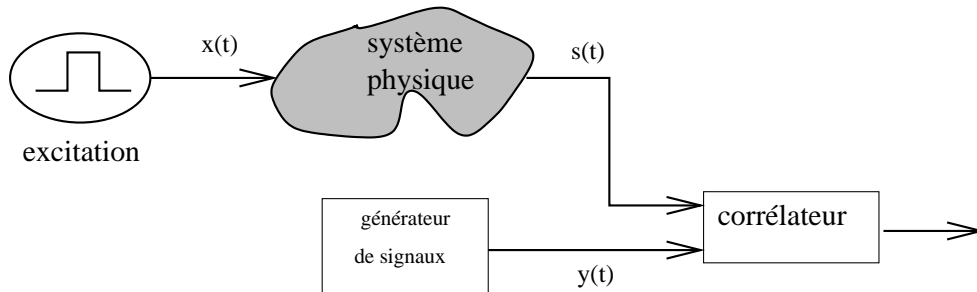 x(t)
système
physique
s(t)
excitation
générateur
de signaux
corrélateur
y(t)